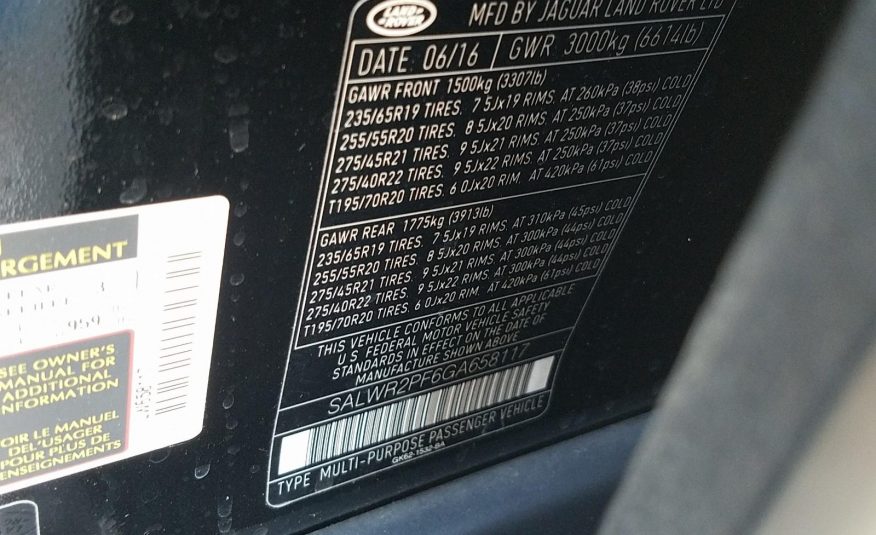 LAND ROVER
MFD BY JAGUAR LAND ROVER LTD
DATE: 06/16 GWR 3000kg (6614lb)
GAWR FRONT 1500kg (3307lb)
235/65R19 TIRES. 7 5Jx19 RIMS. AT 260kPa (38psi) COLD
255/55R20 TIRES. 8 5Jx20 RIMS. AT 250kPa (37psi) COLD
275/45R21 TIRES. 9 5Jx21 RIMS. AT 250kPa (37psi) COLD
275/40R22 TIRES. 9 5Jx22 RIMS. AT 250kPa (37psi) COLD
T195/70R20 TIRES. 6 0Jx20 RIM. AT 420kPa (61psi) COLD
GAWR REAR 1775kg (3913lb)
235/65R19 TIRES. 7 5Jx19 RIMS. AT 310kPa (45psi) COLD
255/55R20 TIRES. 8 5Jx20 RIMS. AT 300kPa (44psi) COLD
275/45R21 TIRES. 9 5Jx21 RIMS. AT 300kPa (44psi) COLD
275/40R22 TIRES. 9 5Jx22 RIMS. AT 300kPa (44psi) COLD
T195/70R20 TIRES. 6 0Jx20 RIM. AT 420kPa (61psi) COLD
THIS VEHICLE CONFORMS TO ALL APPLICABLE
U S FEDERAL MOTOR VEHICLE SAFETY
STANDARDS IN EFFECT ON THE DATE OF
MANUFACTURE SHOWN ABOVE
SALWR2PF6GA658117
TYPE MULTI-PURPOSE PASSENGER VEHICLE
GK62-1532-BA
RGEMENT
3
959
SEE OWNER'S
MANUAL FOR
ADDITIONAL
INFORMATION
OIR LE MANUEL
DE L'USAGER
POUR PLUS DE
ENSEIGNEMENTS